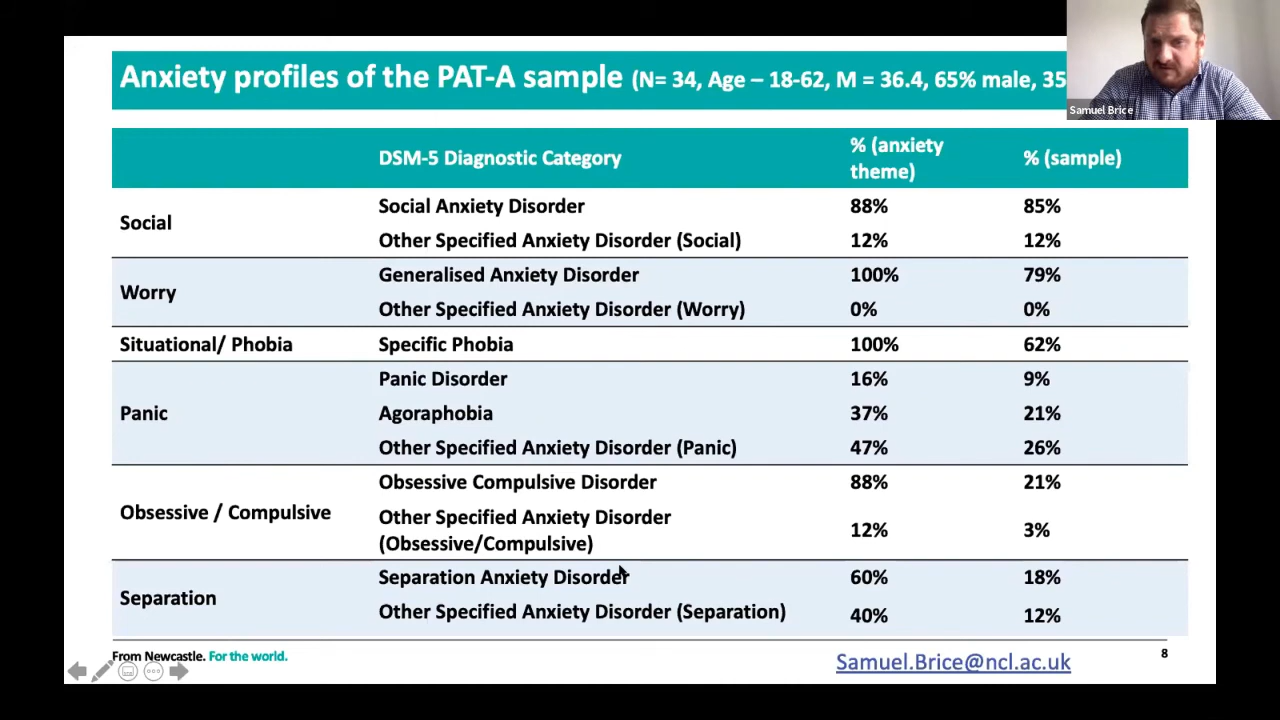 Anxiety profiles of the PAT-A sample (N= 34, Age – 18-62, M = 36.4, 65% male, 35
Samuel Brice
DSM-5 Diagnostic Category % (anxiety theme) % (sample)
Social
Social Anxiety Disorder 88% 85%
Other Specified Anxiety Disorder (Social) 12% 12%
Worry
Generalised Anxiety Disorder 100% 79%
Other Specified Anxiety Disorder (Worry) 0% 0%
Situational/ Phobia Specific Phobia 100% 62%
Panic
Panic Disorder 16% 9%
Agoraphobia 37% 21%
Other Specified Anxiety Disorder (Panic) 47% 26%
Obsessive / Compulsive
Obsessive Compulsive Disorder 88% 21%
Other Specified Anxiety Disorder
(Obsessive/Compulsive) 12% 3%
Separation
Separation Anxiety Disorder 60% 18%
Other Specified Anxiety Disorder (Separation) 40% 12%
From Newcastle. For the world.
Samuel.Brice@ncl.ac.uk
8